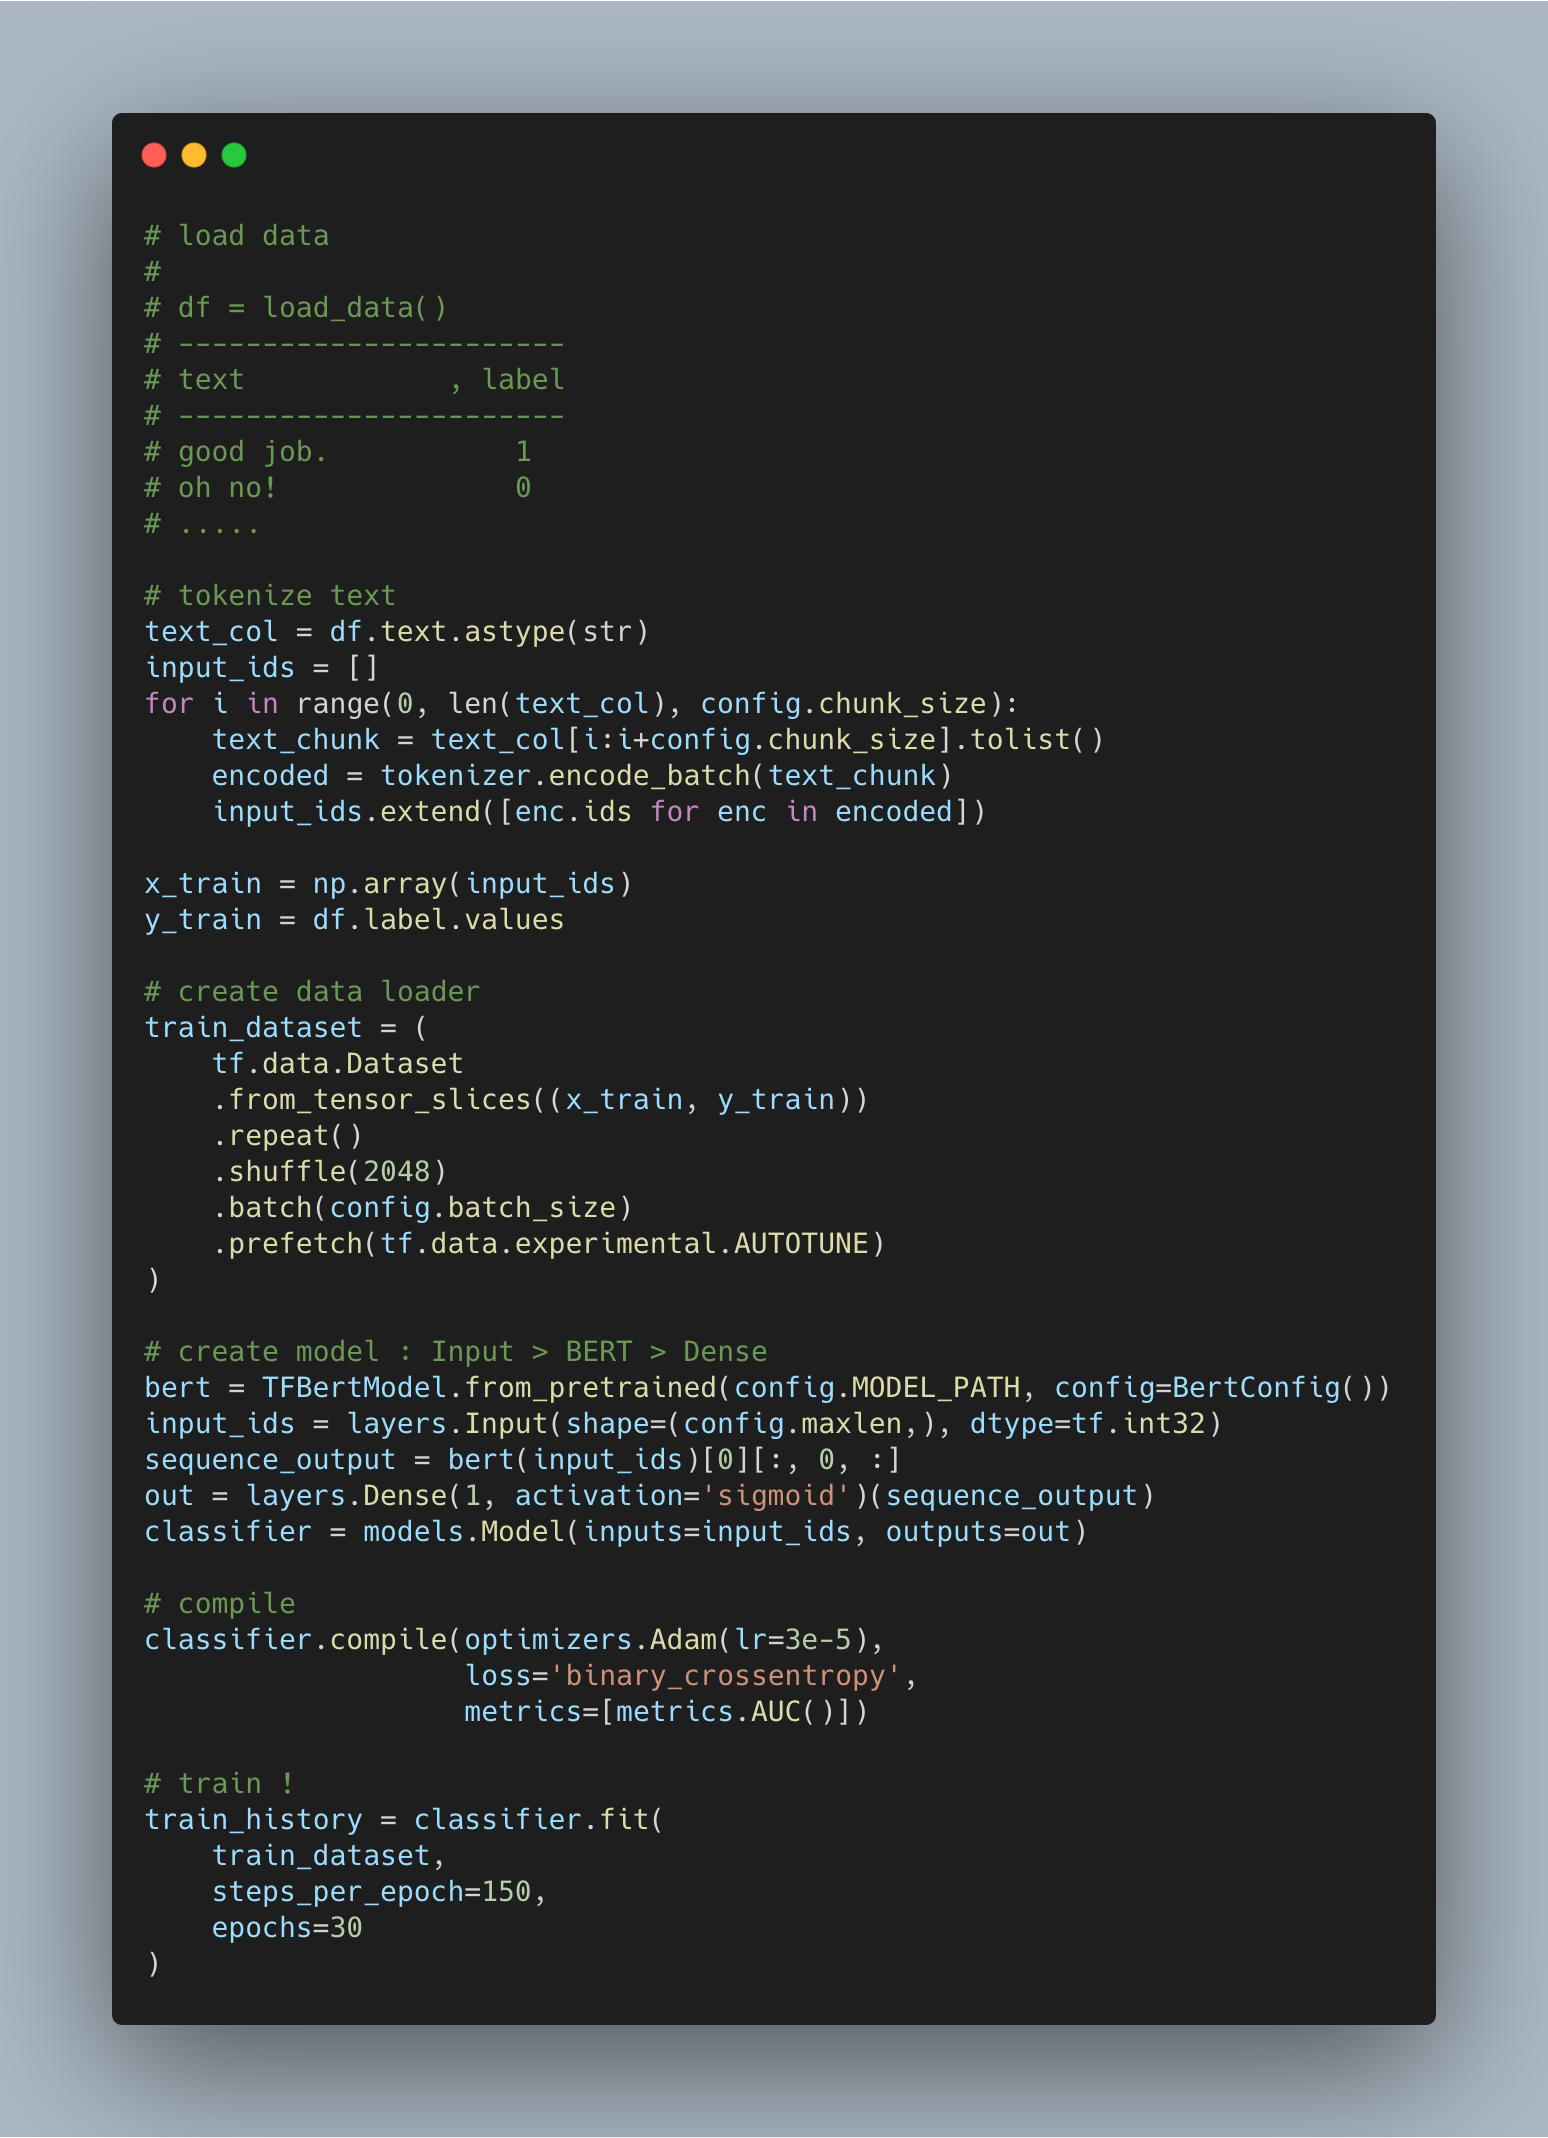 # load data
#
# df = load_data()
# -----------------------
# text            , label
# -----------------------
# good job.           1
# oh no!              0
# .....
# tokenize text
text_col = df.text.astype(str)
input_ids = []
for i in range(0, len(text_col), config.chunk_size):
    text_chunk = text_col[i:i+config.chunk_size].tolist()
    encoded = tokenizer.encode_batch(text_chunk)
    input_ids.extend([enc.ids for enc in encoded])
x_train = np.array(input_ids)
y_train = df.label.values
# create data loader
train_dataset = (
    tf.data.Dataset
    .from_tensor_slices((x_train, y_train))
    .repeat()
    .shuffle(2048)
    .batch(config.batch_size)
    .prefetch(tf.data.experimental.AUTOTUNE)
)
# create model : Input > BERT > Dense
bert = TFBertModel.from_pretrained(config.MODEL_PATH, config=BertConfig())
input_ids = layers.Input(shape=(config.maxlen,), dtype=tf.int32)
sequence_output = bert(input_ids)[0][:, 0, :]
out = layers.Dense(1, activation='sigmoid')(sequence_output)
classifier = models.Model(inputs=input_ids, outputs=out)
# compile
classifier.compile(optimizers.Adam(lr=3e-5),
                   loss='binary_crossentropy',
                   metrics=[metrics.AUC()])
# train !
train_history = classifier.fit(
    train_dataset,
    steps_per_epoch=150,
    epochs=30
)